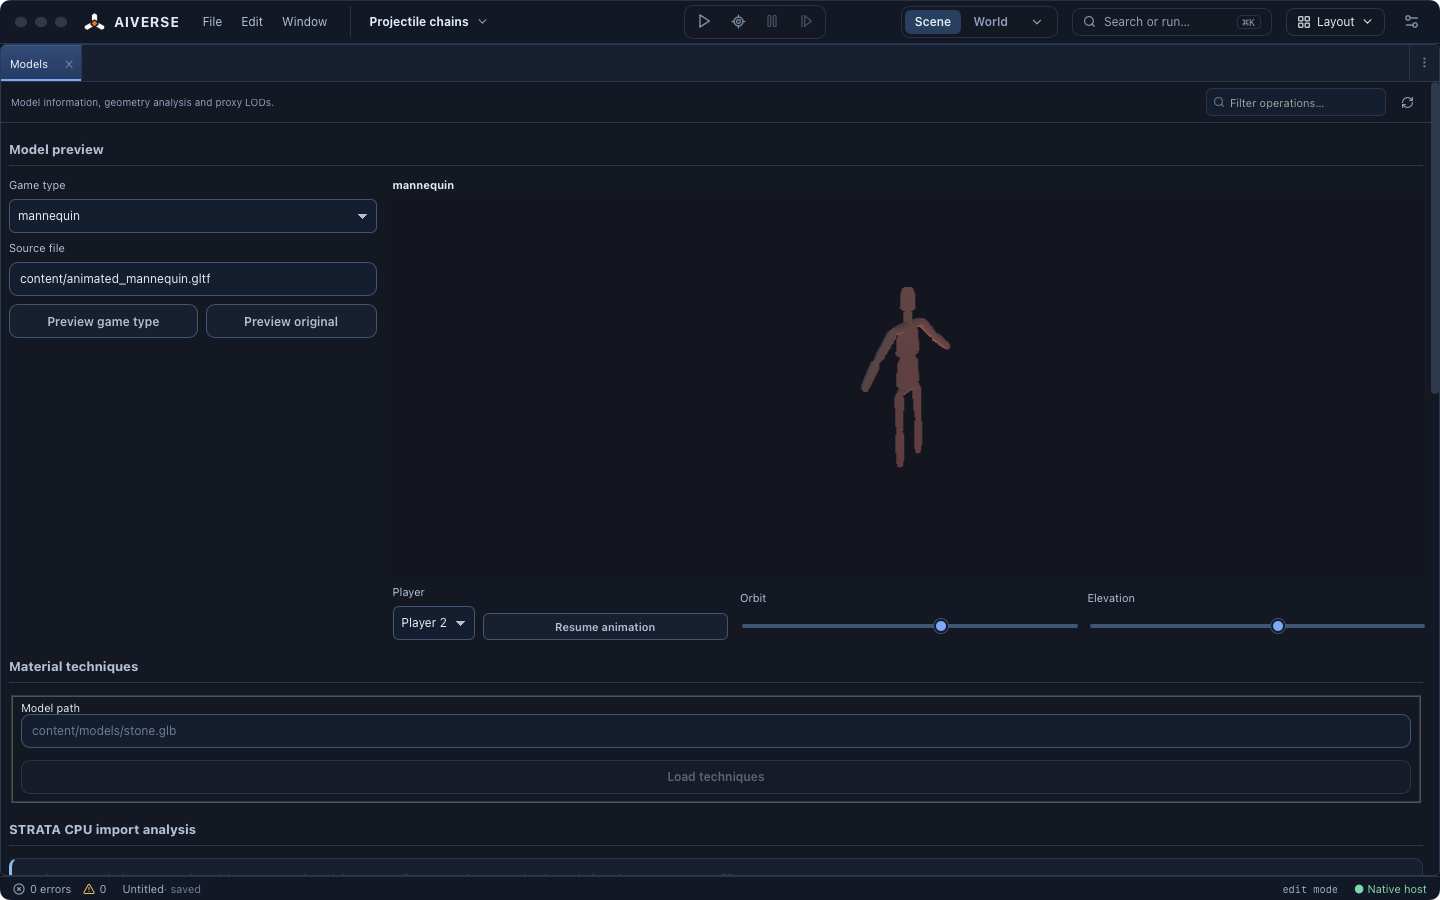 AIVERSE File Edit Window Projectile chains Scene World Search or run... ⌘K Layout
Models
Model information, geometry analysis and proxy LODs. Filter operations...
Model preview
Game type
mannequin
mannequin
Source file
content/animated_mannequin.gltf
Preview game type Preview original
Player Orbit Elevation
Player 2 Resume animation
Material techniques
Model path
content/models/stone.glb
Load techniques
STRATA CPU import analysis
0 errors 0 Untitled · saved edit mode Native host